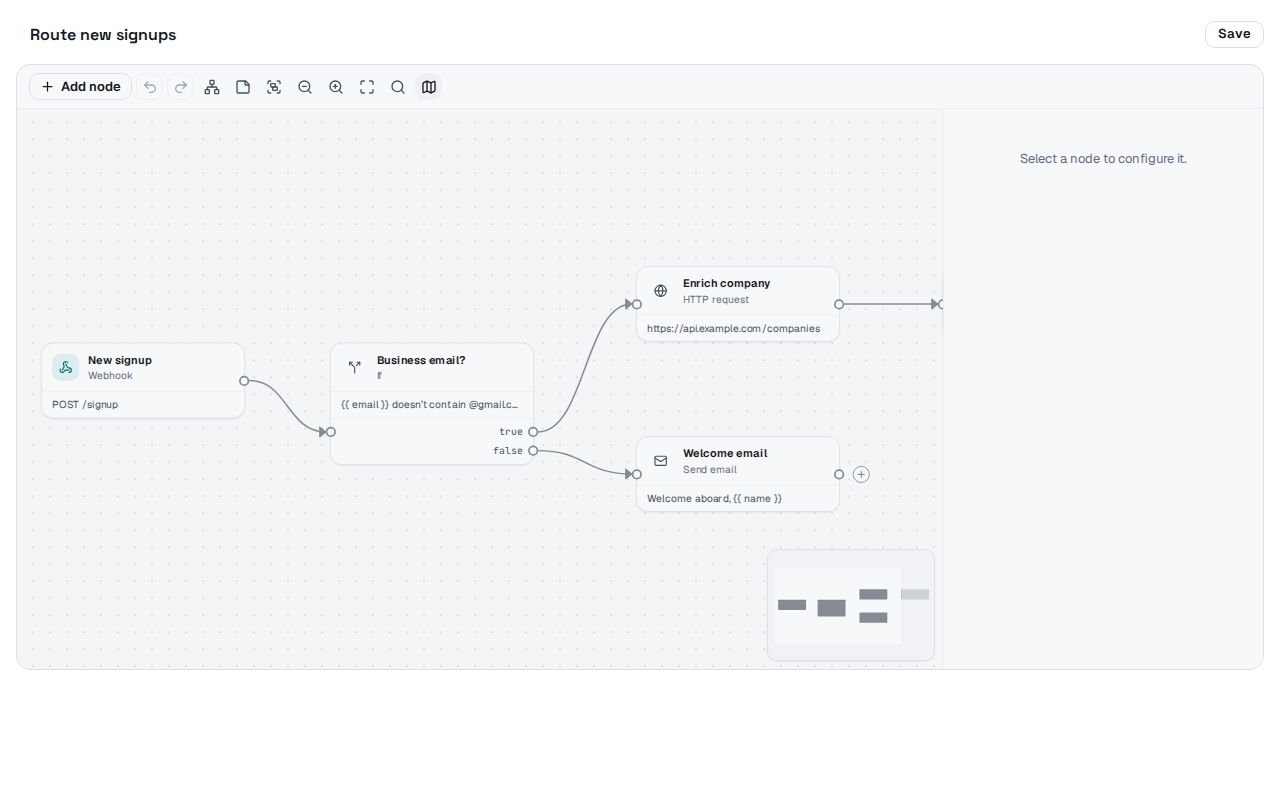 Route new signups
Save
Add node
Select a node to configure it.
Enrich company
HTTP request
https://api.example.com/companies
New signup
Webhook
POST /signup
Business email?
If
{{ email }} doesn't contain @gmail.c…
true
false
Welcome email
Send email
Welcome aboard, {{ name }}